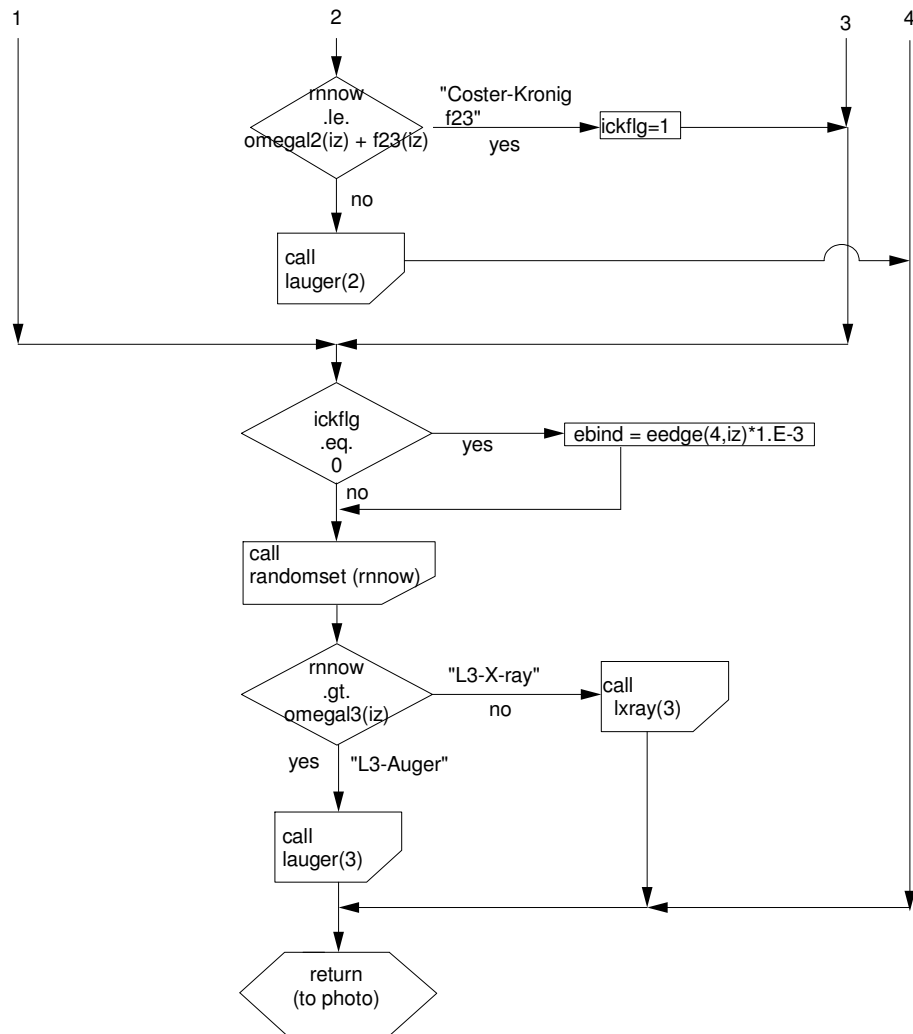 1
2
3
4
rnnow
.le.
omegal2(iz) + f23(iz)
"Coster-Kronig
f23"
yes
ickflg=1
no
call
lauger(2)
ickflg
.eq.
0
yes
ebind = eedge(4,iz)*1.E-3
no
call
randomset (rnnow)
rnnow
.gt.
omegal3(iz)
"L3-X-ray"
no
call
lxray(3)
yes
"L3-Auger"
call
lauger(3)
return
(to photo)